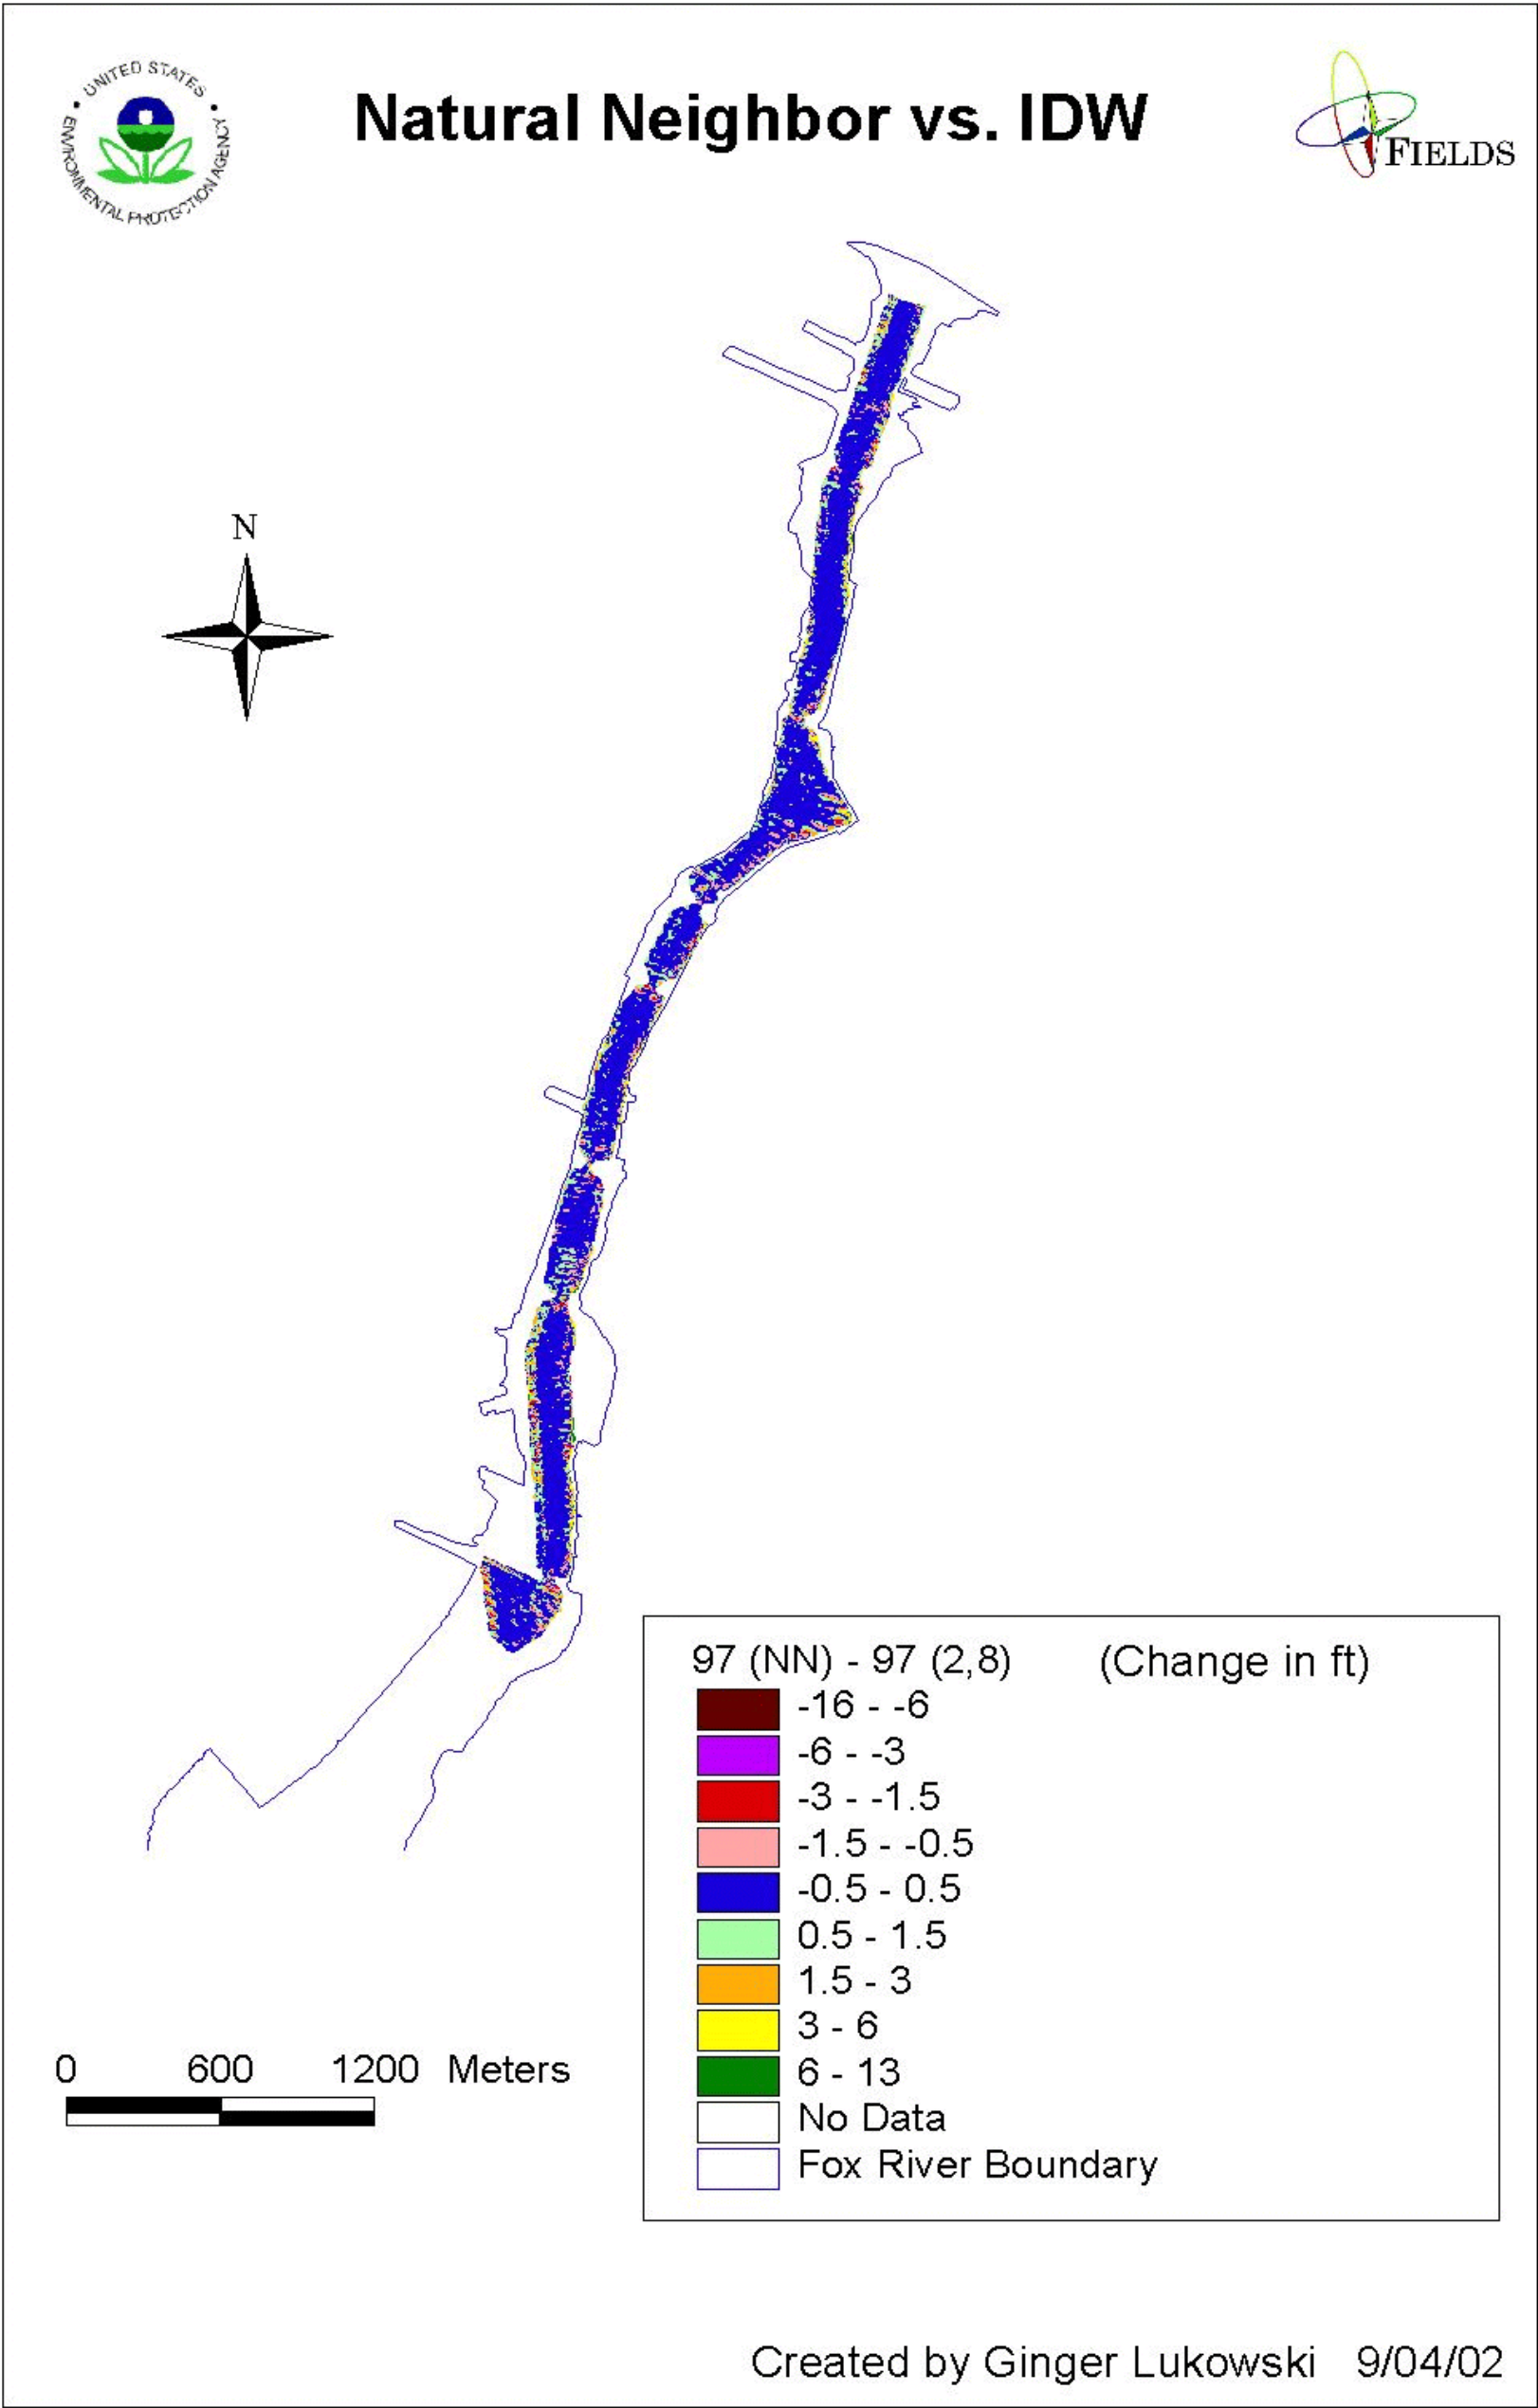 UNITED STATES
• ENVIRONMENTAL PROTECTION AGENCY •
Natural Neighbor vs. IDW
FIELDS
N
97 (NN) - 97 (2,8) (Change in ft)
-16 - -6
-6 - -3
-3 - -1.5
-1.5 - -0.5
-0.5 - 0.5
0.5 - 1.5
1.5 - 3
3 - 6
6 - 13
No Data
Fox River Boundary
0 600 1200 Meters
Created by Ginger Lukowski 9/04/02